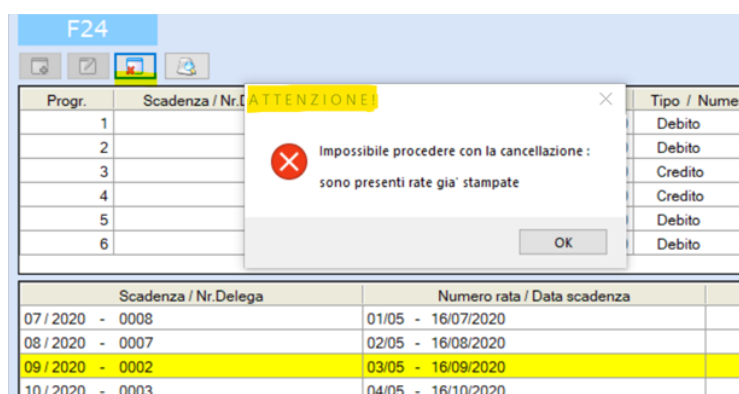 F24
Progr. Scadenza / Nr.D Tipo / Nume
ATTENZIONE!
1 Debito
2 Debito
3 Credito
4 Credito
5 Debito
6 Debito
Impossibile procedere con la cancellazione :
sono presenti rate gia' stampate
OK
Scadenza / Nr.Delega Numero rata / Data scadenza
07 / 2020 - 0008 01/05 - 16/07/2020
08 / 2020 - 0007 02/05 - 16/08/2020
09 / 2020 - 0002 03/05 - 16/09/2020
10 / 2020 - 0003 04/05 - 16/10/2020